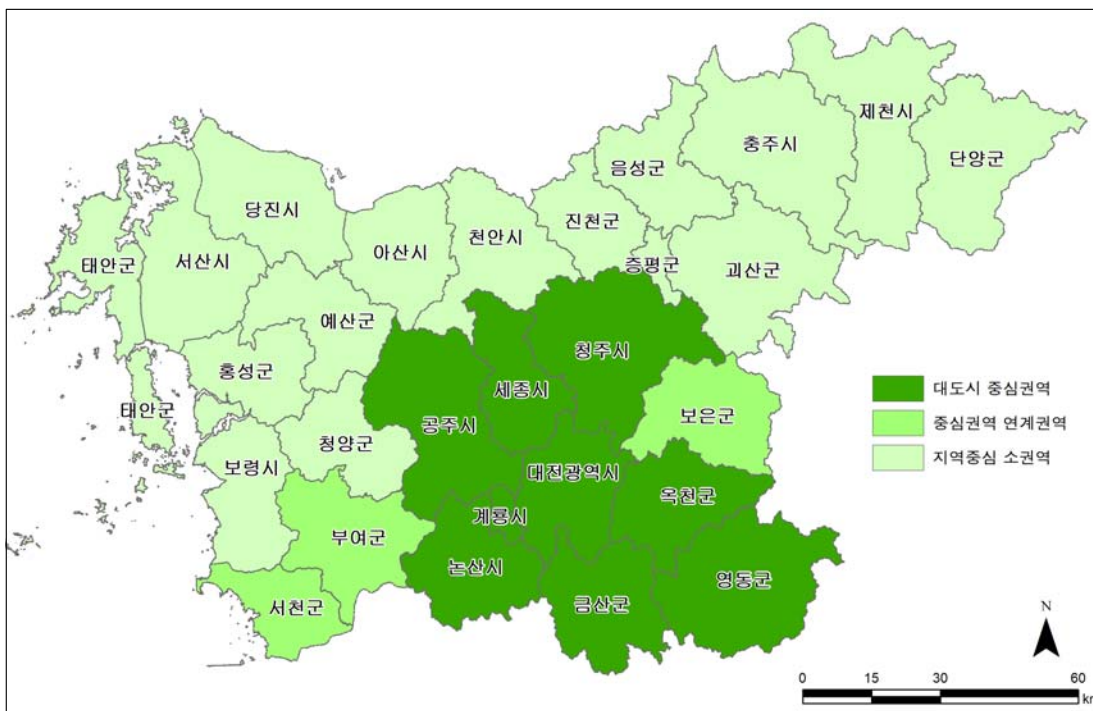 제천시
충주시
단양군
음성군
당진시
진천군
천안시
아산시
태안군
서산시
증평군
괴산군
예산군
청주시
홍성군
세종시
대도시 중심권역
태안군
공주시
보은군
중심권역 연계권역
청양군
지역중심 소권역
보령시
대전광역시
옥천군
계룡시
부여군
논산시
영동군
서천군
금산군
N
0 15 30 60
km